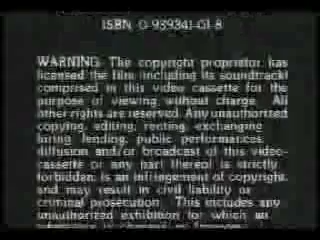 ISBN 0-939341-01-8
WARNING: The copyright proprietor has
licensed the film including its soundtrack
comprised in this video cassette for the
purpose of viewing without charge. All
other rights are reserved. Any unauthorized
copying, editing, renting, exchanging
hiring lending, public performances
diffusion and/or broadcast of this video-
cassette or any part thereof is strictly
forbidden. Is an infringement of copyright
and may result in civil liability or
criminal prosecution. This includes any
unauthorized exhibition for which an